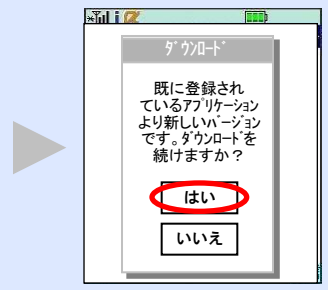 ﾀﾞｳﾝﾛｰﾄﾞ
既に登録され
ているｱﾌﾟﾘｹｰｼｮﾝ
より新しいﾊﾞｰｼﾞｮﾝ
です。ﾀﾞｳﾝﾛｰﾄﾞを
続けますか？
はい
いいえ